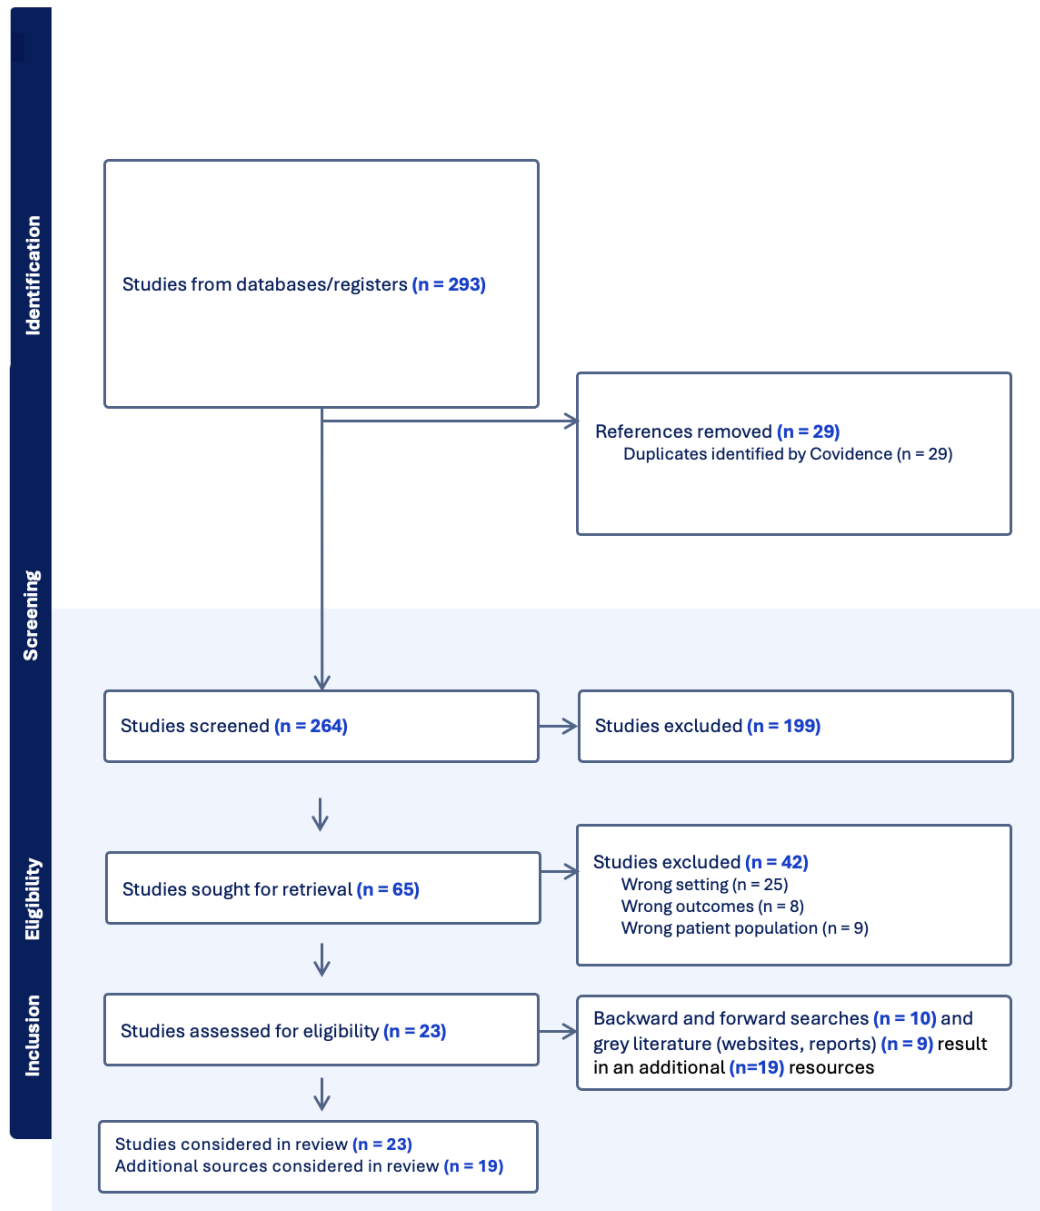 Identification
Studies from databases/registers (n = 293)
References removed (n = 29)
Duplicates identified by Covidence (n = 29)
Screening
Studies screened (n = 264)
Studies excluded (n = 199)
Eligibility
Studies sought for retrieval (n = 65)
Studies excluded (n = 42)
Wrong setting (n = 25)
Wrong outcomes (n = 8)
Wrong patient population (n = 9)
Inclusion
Studies assessed for eligibility (n = 23)
Backward and forward searches (n = 10) and
grey literature (websites, reports) (n = 9) result
in an additional (n=19) resources
Studies considered in review (n = 23)
Additional sources considered in review (n = 19)